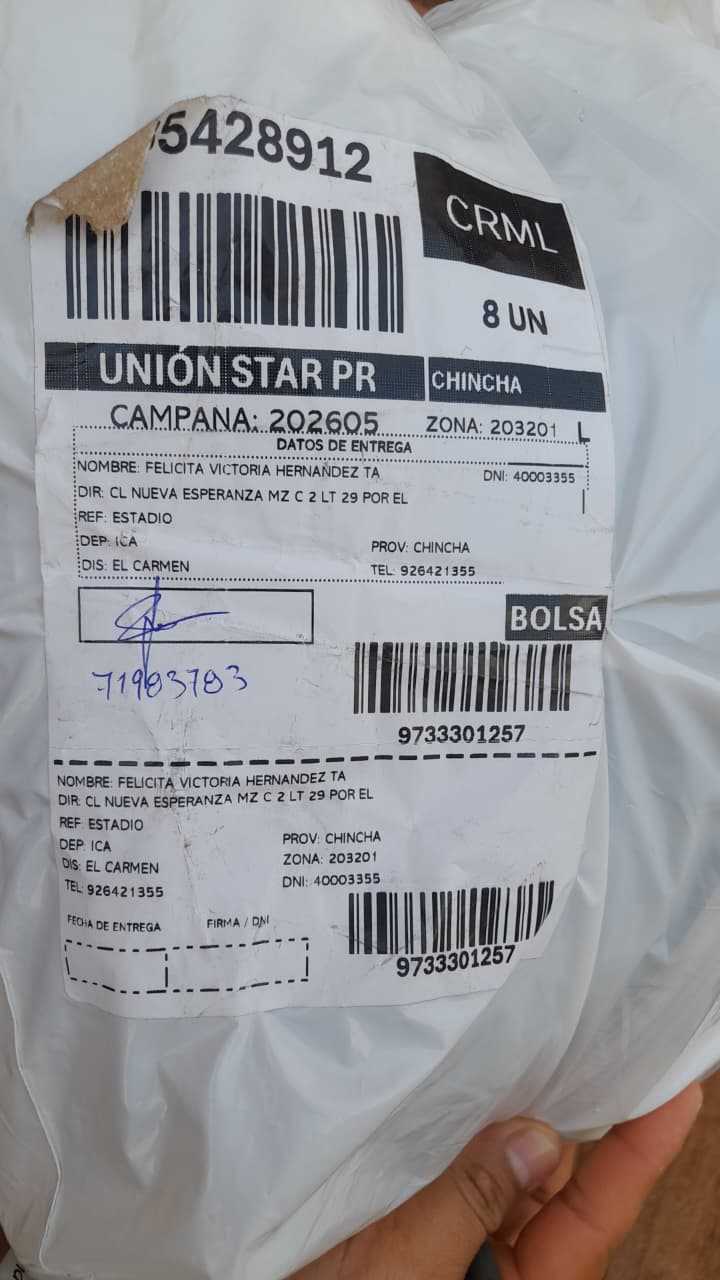 5428912
CRML
8 UN
UNIÓN STAR PR
CHINCHA
CAMPANA: 202605 ZONA: 203201 L
DATOS DE ENTREGA
NOMBRE: FELICITA VICTORIA HERNANDEZ TA DNI: 40003355
DIR: CL NUEVA ESPERANZA MZ C 2 LT 29 POR EL
REF: ESTADIO
DEP: ICA PROV: CHINCHA
DIS: EL CARMEN TEL: 926421355
BOLSA
71983783
9733301257
NOMBRE: FELICITA VICTORIA HERNANDEZ TA
DIR: CL NUEVA ESPERANZA MZ C 2 LT 29 POR EL
REF: ESTADIO
DEP: ICA PROV: CHINCHA
DIS: EL CARMEN ZONA: 203201
TEL: 926421355 DNI: 40003355
FECHA DE ENTREGA FIRMA / DNI
9733301257